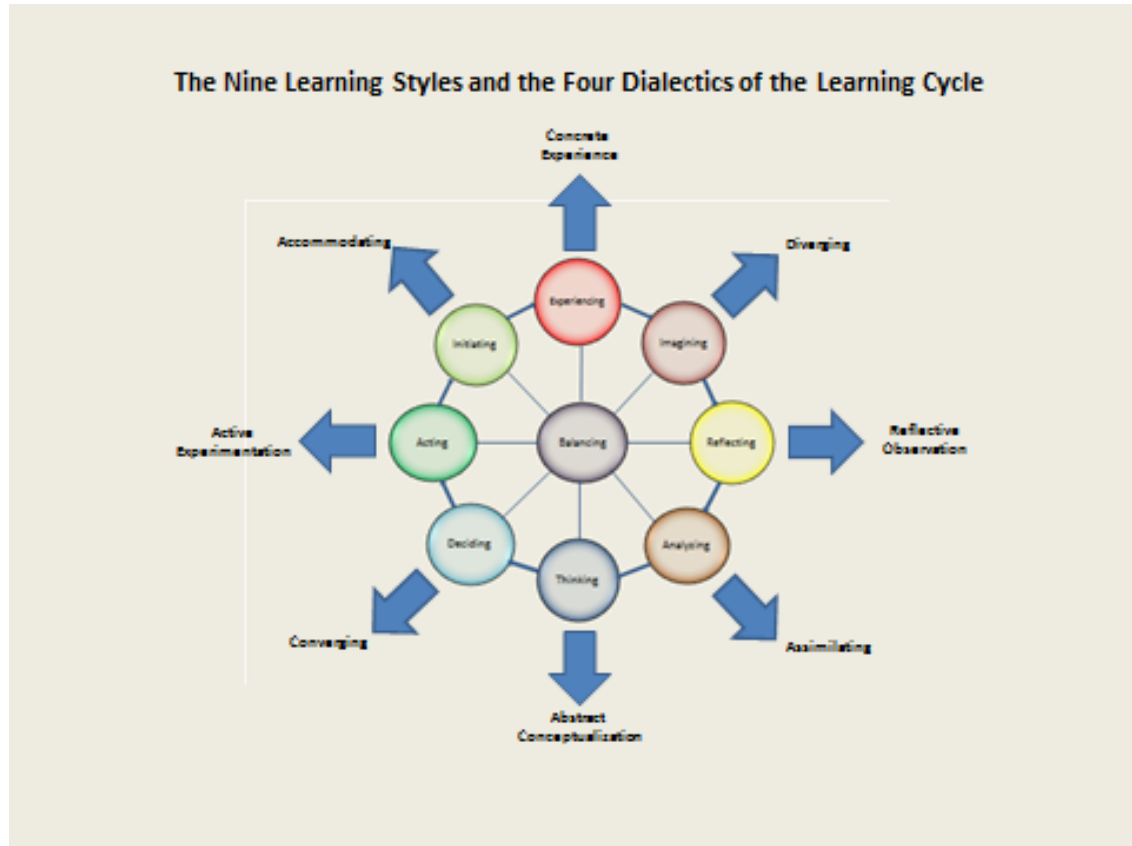 The Nine Learning Styles and the Four Dialectics of the Learning Cycle
Concrete
Experience
Accommodating
Diverging
Experiencing
Initiating
Imagining
Active
Experimentation
Acting
Balancing
Reflecting
Reflective
Observation
Deciding
Analyzing
Thinking
Converging
Assimilating
Abstract
Conceptualization